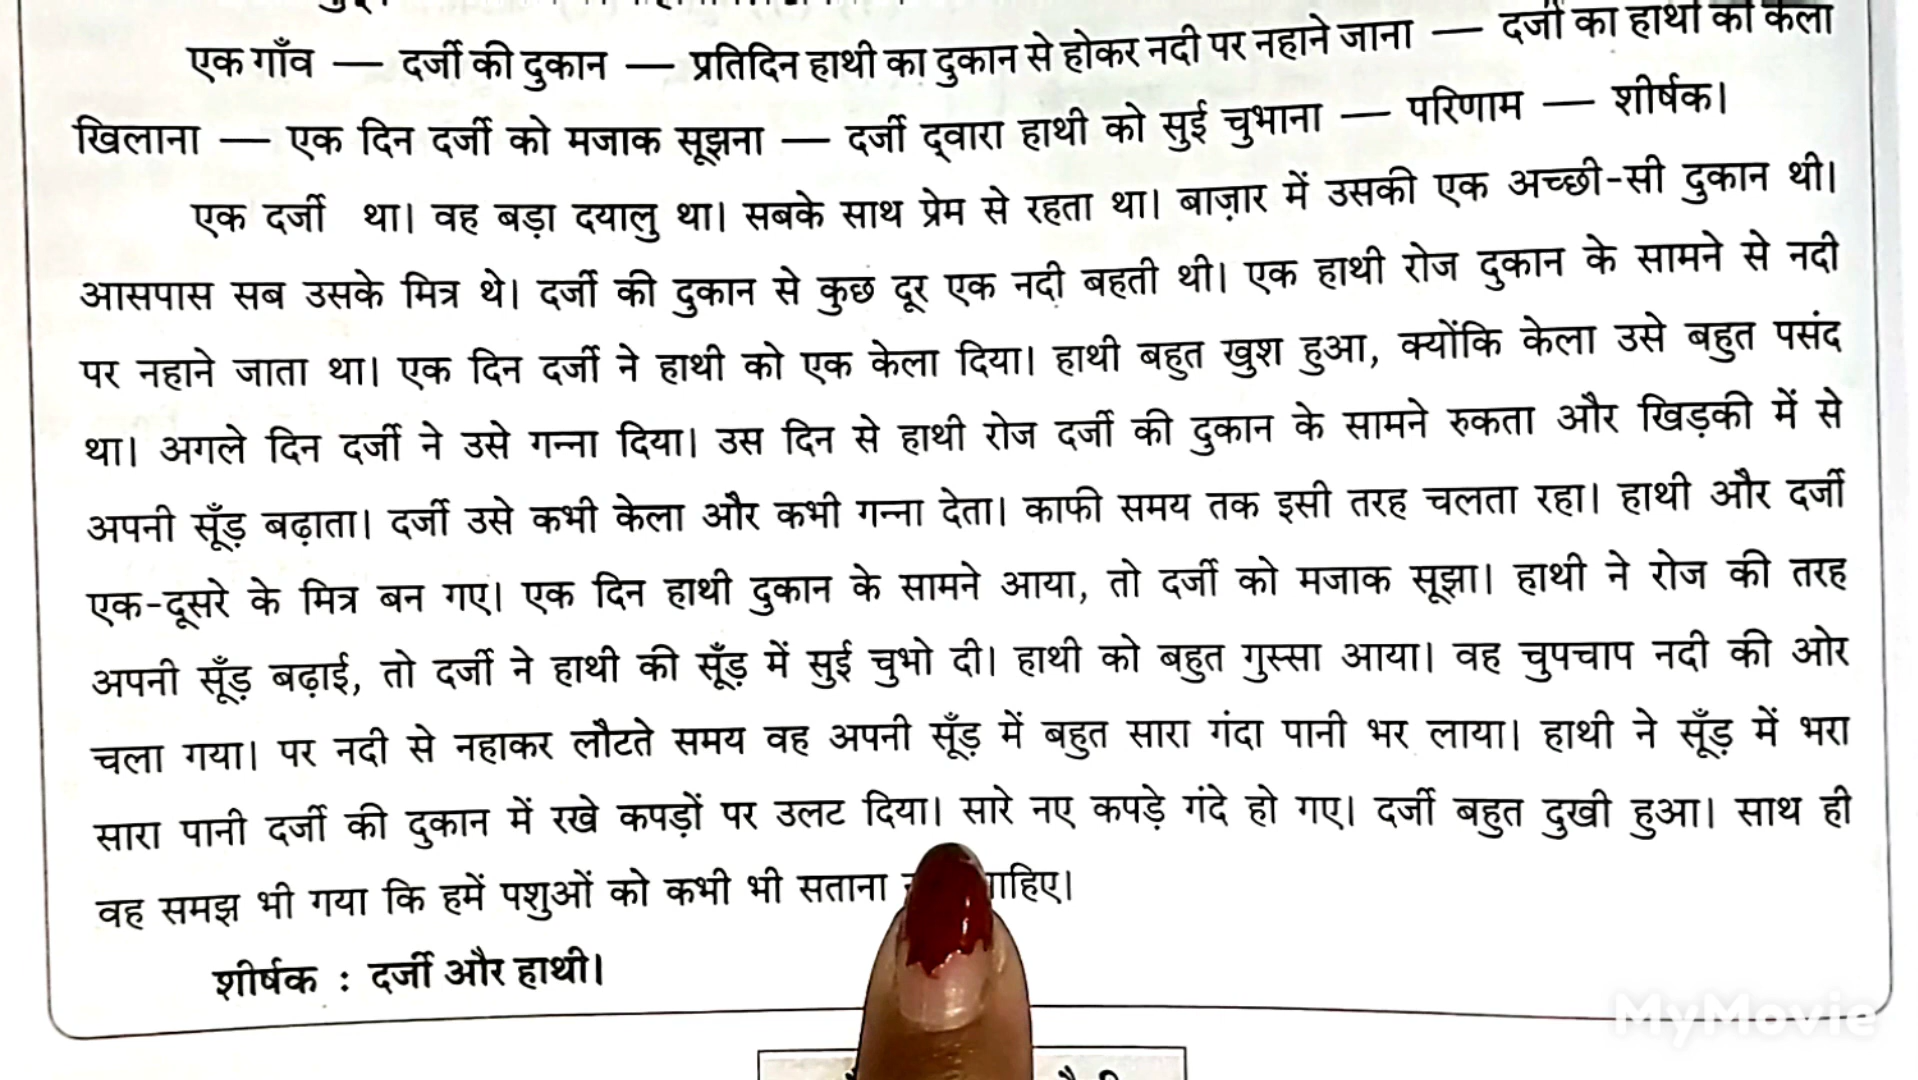 एक गाँव — दर्जी की दुकान — प्रतिदिन हाथी का दुकान से होकर नदी पर नहाने जाना — दर्जी का हाथी को केला
खिलाना — एक दिन दर्जी को मजाक सूझना — दर्जी द्वारा हाथी को सुई चुभाना — परिणाम — शीर्षक।
एक दर्जी था। वह बड़ा दयालु था। सबके साथ प्रेम से रहता था। बाज़ार में उसकी एक अच्छी-सी दुकान थी।
आसपास सब उसके मित्र थे। दर्जी की दुकान से कुछ दूर एक नदी बहती थी। एक हाथी रोज दुकान के सामने से नदी
पर नहाने जाता था। एक दिन दर्जी ने हाथी को एक केला दिया। हाथी बहुत खुश हुआ, क्योंकि केला उसे बहुत पसंद
था। अगले दिन दर्जी ने उसे गन्ना दिया। उस दिन से हाथी रोज दर्जी की दुकान के सामने रुकता और खिड़की में से
अपनी सूँड़ बढ़ाता। दर्जी उसे कभी केला और कभी गन्ना देता। काफी समय तक इसी तरह चलता रहा। हाथी और दर्जी
एक-दूसरे के मित्र बन गए। एक दिन हाथी दुकान के सामने आया, तो दर्जी को मजाक सूझा। हाथी ने रोज की तरह
अपनी सूँड़ बढ़ाई, तो दर्जी ने हाथी की सूँड़ में सुई चुभो दी। हाथी को बहुत गुस्सा आया। वह चुपचाप नदी की ओर
चला गया। पर नदी से नहाकर लौटते समय वह अपनी सूँड़ में बहुत सारा गंदा पानी भर लाया। हाथी ने सूँड़ में भरा
सारा पानी दर्जी की दुकान में रखे कपड़ों पर उलट दिया। सारे नए कपड़े गंदे हो गए। दर्जी बहुत दुखी हुआ। साथ ही
वह समझ भी गया कि हमें पशुओं को कभी भी सताना
शीर्षक : दर्जी और हाथी।
MyMovie